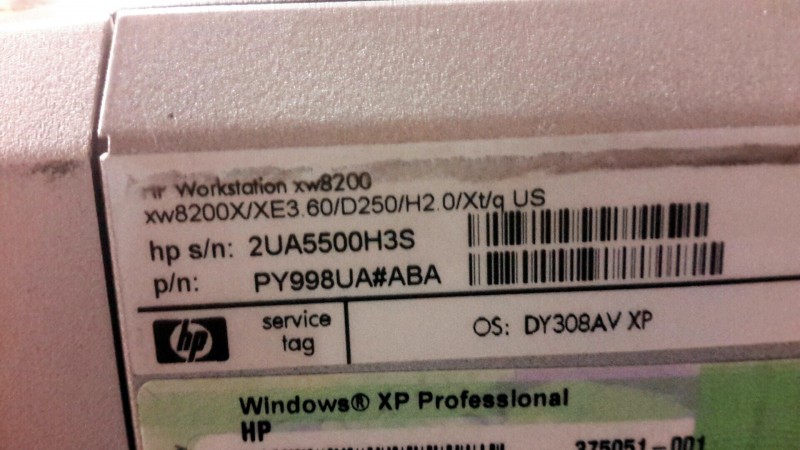 hp Workstation xw8200
xw8200X/XE3.60/D250/H2.0/Xt/q US
hp s/n: 2UA5500H3S
p/n: PY998UA#ABA
hp
service
tag
OS: DY308AV XP
Windows® XP Professional
HP
375051-001